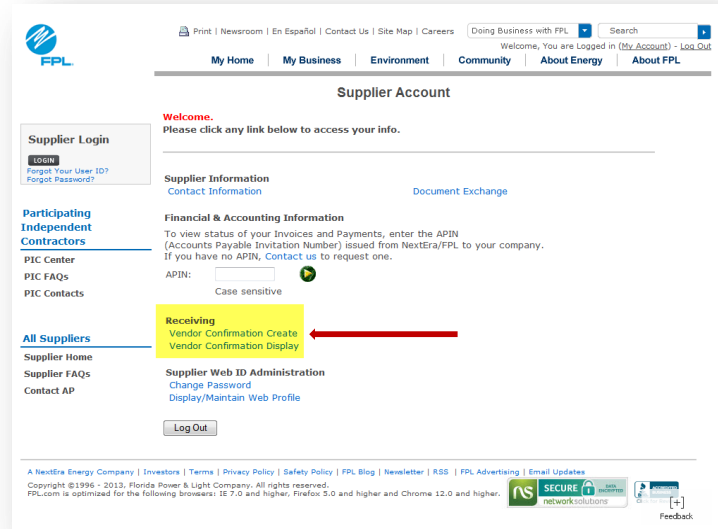 Print | Newsroom | En Español | Contact Us | Site Map | Careers
Doing Business with FPL
Search
Welcome, You are Logged in (My Account) - Log Out
FPL.
My Home | My Business | Environment | Community | About Energy | About FPL
Supplier Account
Welcome.
Please click any link below to access your info.
Supplier Login
LOGIN
Forgot Your User ID?
Forgot Password?
Supplier Information
Contact Information
Document Exchange
Participating
Independent
Contractors
PIC Center
PIC FAQs
PIC Contacts
Financial & Accounting Information
To view status of your Invoices and Payments, enter the APIN
(Accounts Payable Invitation Number) issued from NextEra/FPL to your company.
If you have no APIN, Contact us to request one.
APIN:
Case sensitive
Receiving
Vendor Confirmation Create
Vendor Confirmation Display
All Suppliers
Supplier Home
Supplier FAQs
Contact AP
Supplier Web ID Administration
Change Password
Display/Maintain Web Profile
Log Out
A NextEra Energy Company | Investors | Terms | Privacy Policy | Safety Policy | FPL Blog | Newsletter | RSS | FPL Advertising | Email Updates
Copyright ©1996 - 2013, Florida Power & Light Company. All rights reserved.
FPL.com is optimized for the following browsers: IE 7.0 and higher, Firefox 5.0 and higher and Chrome 12.0 and higher.
ns
SECURE
DATA
ENCRYPTED
networksolutions
[+]
Feedback